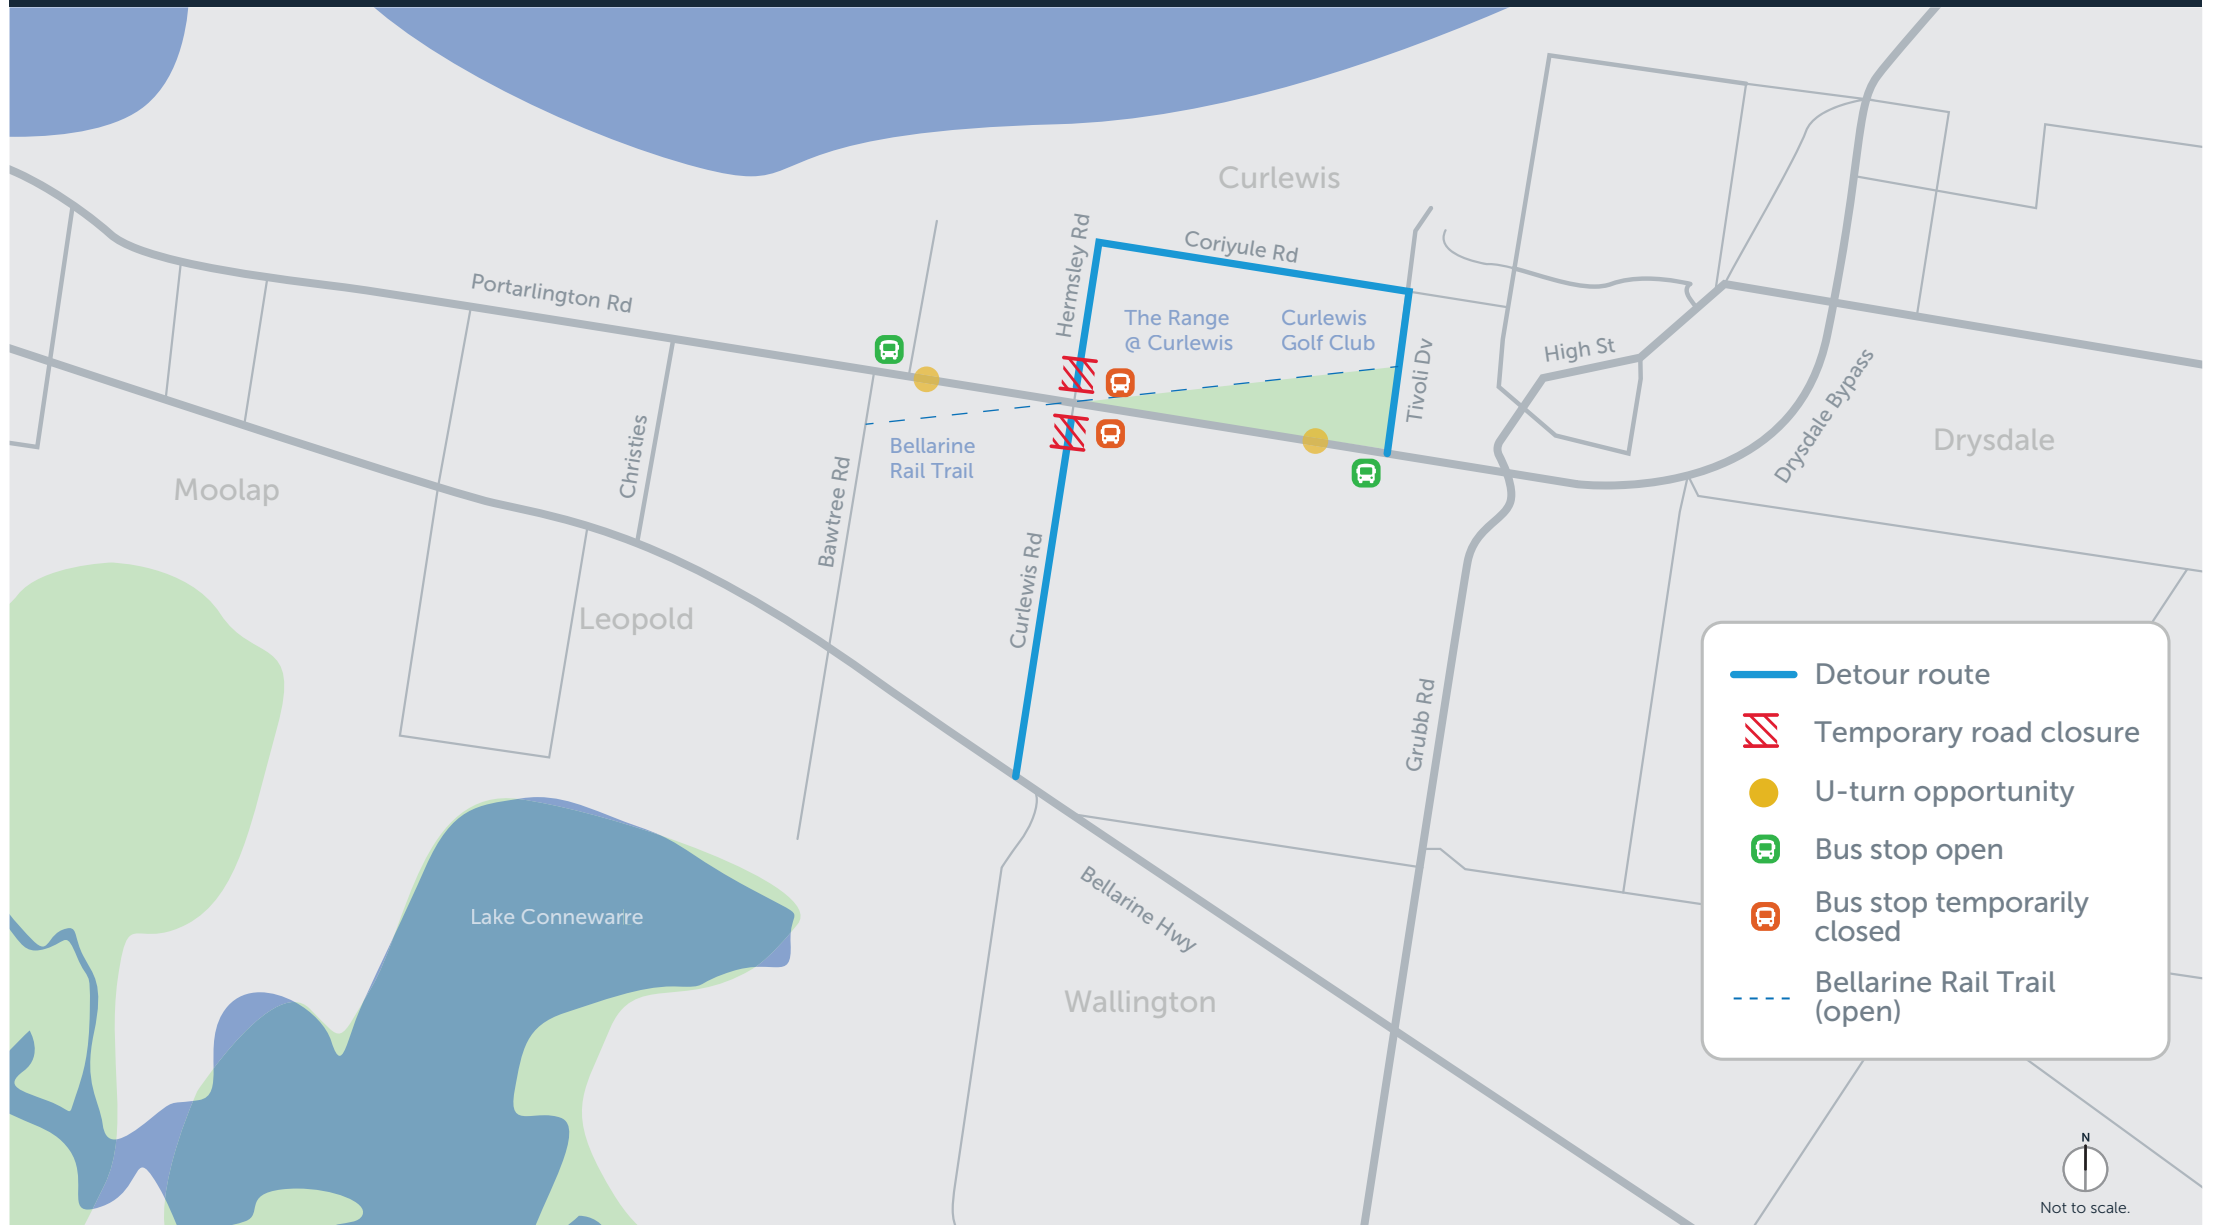 Curlewis
Hermsley Rd
Coriyule Rd
Portarlington Rd
The Range
@ Curlewis
Curlewis
Golf Club
Tivoli Dv
High St
Drysdale Bypass
Drysdale
Christies
Bawtree Rd
Bellarine
Rail Trail
Moolap
Curlewis Rd
Leopold
Grubb Rd
Lake Connewarre
Bellarine Hwy
Wallington
Detour route
Temporary road closure
U-turn opportunity
Bus stop open
Bus stop temporarily
closed
Bellarine Rail Trail
(open)
N
Not to scale.